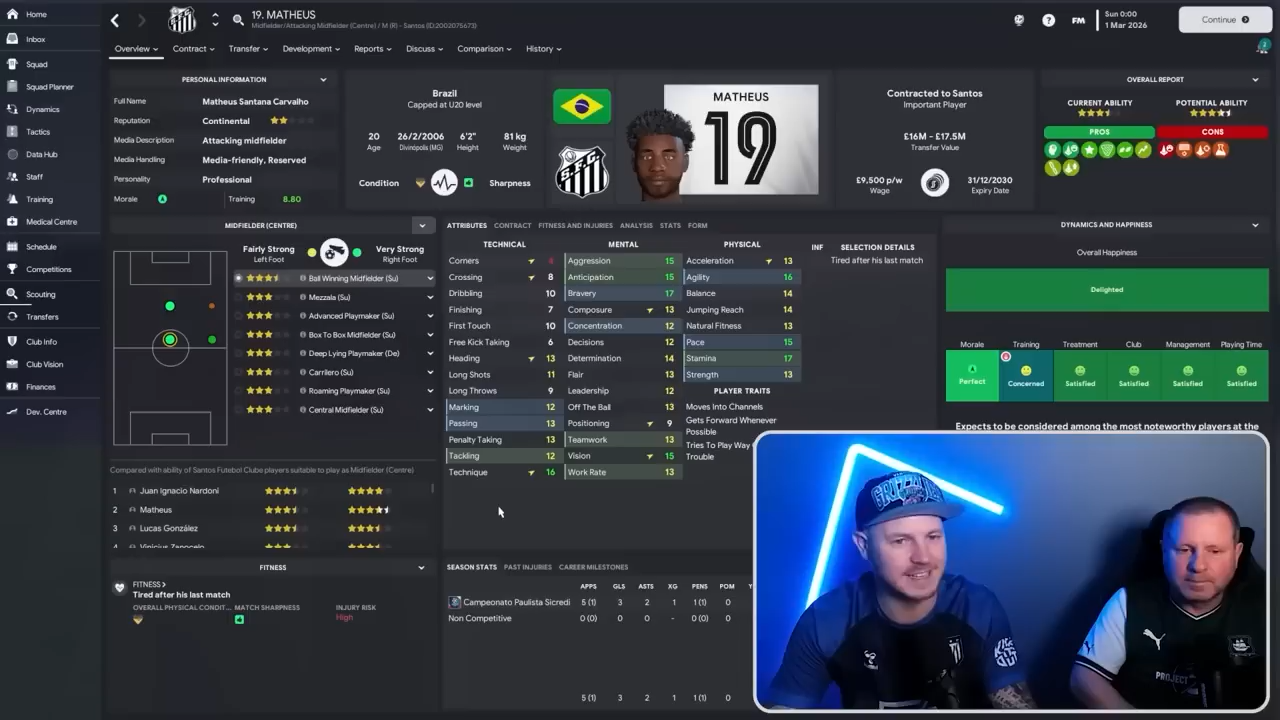 Home
Inbox
Squad
Squad Planner
Dynamics
Tactics
Data Hub
Staff
Training
Medical Centre
Schedule
Competitions
Scouting
Transfers
Club Info
Club Vision
Finances
Dev. Centre
19. MATHEUS
Midfielder/Attacking Midfielder (Centre) / M (R) - Santos (ID:2002075673)
FM
Sun 0:00
1 Mar 2026
Continue
Overview
Contract
Transfer
Development
Reports
Discuss
Comparison
History
PERSONAL INFORMATION
Full Name Matheus Santana Carvalho
Reputation Continental
Media Description Attacking midfielder
Media Handling Media-friendly, Reserved
Personality Professional
Morale Training 8.80
Brazil
Capped at U20 level
20 26/2/2006 6'2" 81 kg
Age Divinópolis (MG) Height Weight
Condition Sharpness
MATHEUS
19
Contracted to Santos
Important Player
£16M - £17.5M
Transfer Value
£9,500 p/w 31/12/2030
Wage Expiry Date
OVERALL REPORT
CURRENT ABILITY POTENTIAL ABILITY
PROS CONS
MIDFIELDER (CENTRE)
Fairly Strong Very Strong
Left Foot Right Foot
Ball Winning Midfielder (Su)
Mezzala (Su)
Advanced Playmaker (Su)
Box To Box Midfielder (Su)
Deep Lying Playmaker (De)
Carrilero (Su)
Roaming Playmaker (Su)
Central Midfielder (Su)
Compared with ability of Santos Futebol Clube players suitable to play as Midfielder (Centre)
1 Juan Ignacio Nardoni
2 Matheus
3 Lucas González
4 Vinícius Zanocelo
FITNESS
FITNESS >
Tired after his last match
OVERALL PHYSICAL CONDIT... MATCH SHARPNESS INJURY RISK
High
ATTRIBUTES CONTRACT FITNESS AND INJURIES ANALYSIS STATS FORM
TECHNICAL
Corners 8
Crossing 8
Dribbling 10
Finishing 7
First Touch 10
Free Kick Taking 6
Heading 13
Long Shots 11
Long Throws 9
Marking 12
Passing 13
Penalty Taking 13
Tackling 12
Technique 16
MENTAL
Aggression 15
Anticipation 15
Bravery 17
Composure 13
Concentration 12
Decisions 12
Determination 14
Flair 13
Leadership 12
Off The Ball 13
Positioning 9
Teamwork 13
Vision 15
Work Rate 13
PHYSICAL
Acceleration 13
Agility 16
Balance 14
Jumping Reach 14
Natural Fitness 13
Pace 15
Stamina 17
Strength 13
PLAYER TRAITS
Moves Into Channels
Gets Forward Whenever
Possible
Tries To Play Way
Trouble
INF SELECTION DETAILS
Tired after his last match
DYNAMICS AND HAPPINESS
Overall Happiness
Delighted
Morale Training Treatment Club Management Playing Time
Perfect Concerned Satisfied Satisfied Satisfied Satisfied
Expects to be considered among the most noteworthy players at the
SEASON STATS PAST INJURIES CAREER MILESTONES
APPS GLS ASTS XG PENS POM
Campeonato Paulista Sicredi 5 (1) 3 2 1 1 (1) 0
Non Competitive 0 (0) 0 0 - 0 (0) 0
5 (1) 3 2 1 1 (1) 0
GRIZZLIES
PROJECT